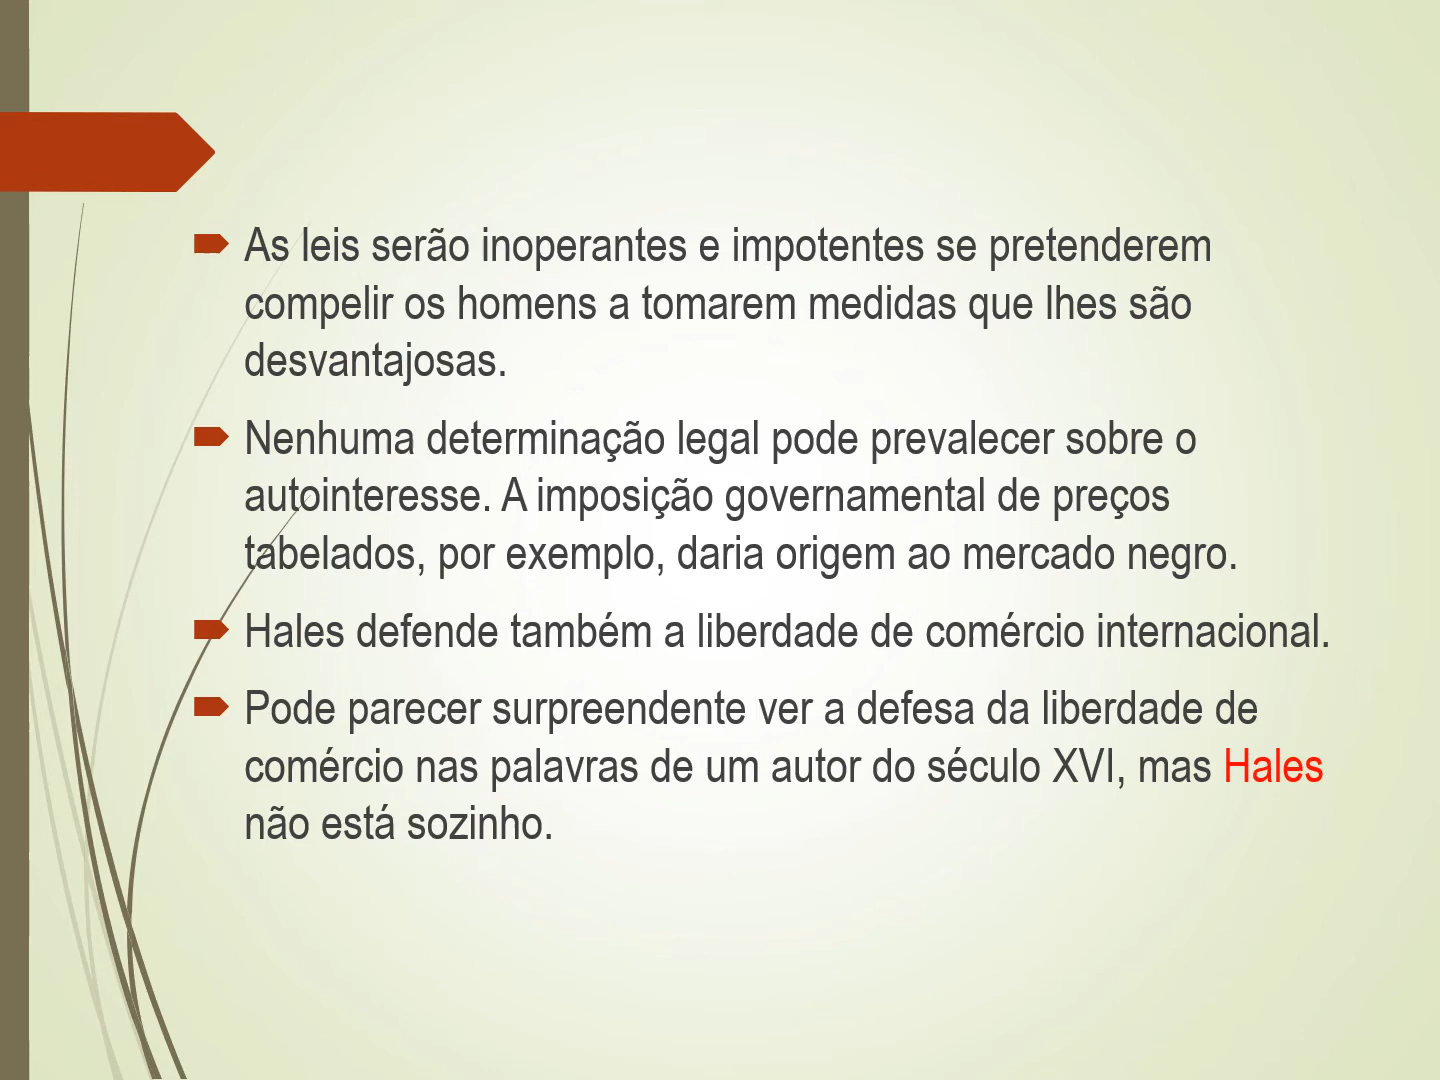 As leis serão inoperantes e impotentes se pretenderem
compelir os homens a tomarem medidas que lhes são
desvantajosas.
Nenhuma determinação legal pode prevalecer sobre o
autointeresse. A imposição governamental de preços
tabelados, por exemplo, daria origem ao mercado negro.
Hales defende também a liberdade de comércio internacional.
Pode parecer surpreendente ver a defesa da liberdade de
comércio nas palavras de um autor do século XVI, mas Hales
não está sozinho.